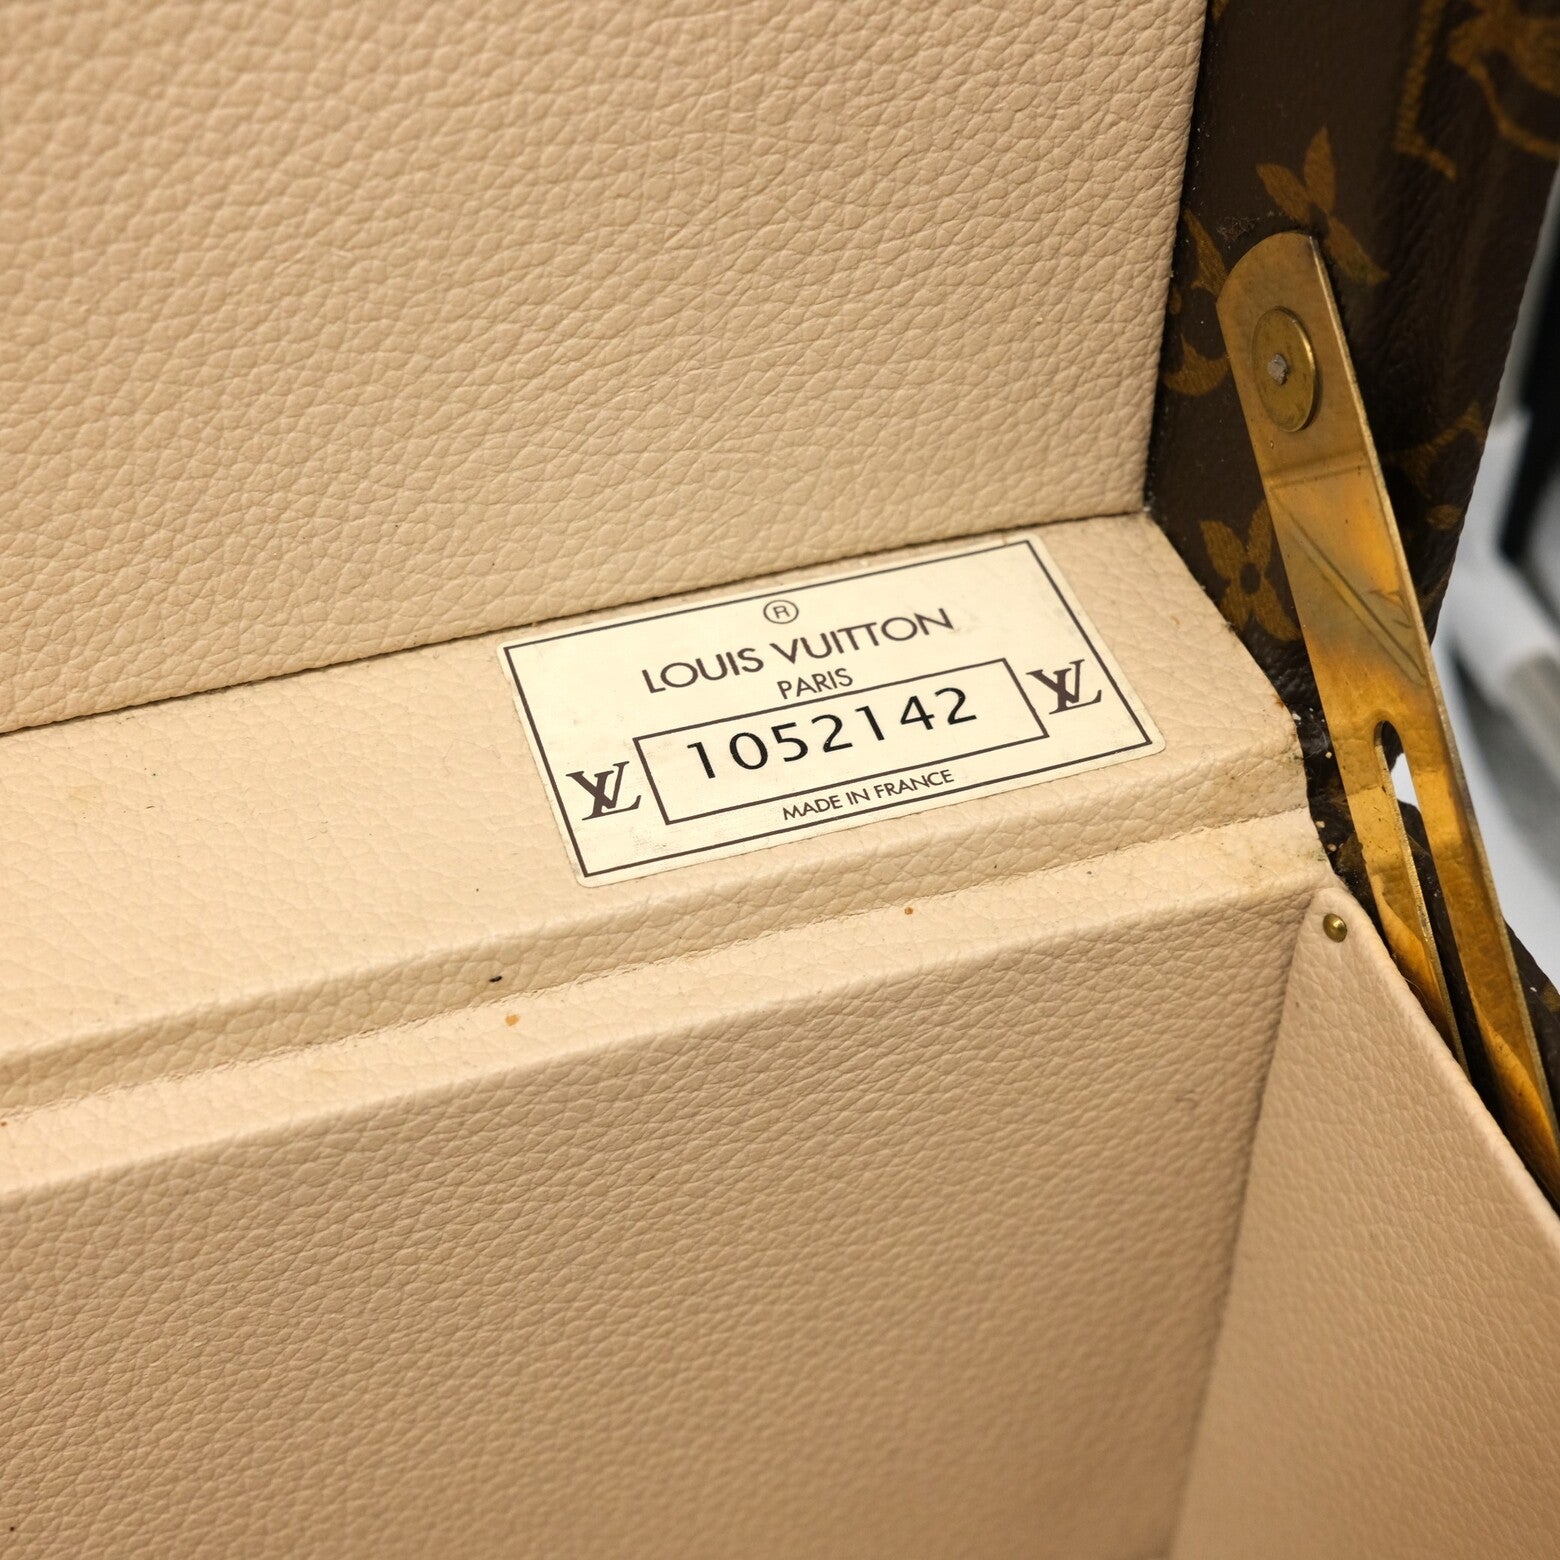 ®
LOUIS VUITTON
PARIS
LV 1052142 LV
MADE IN FRANCE